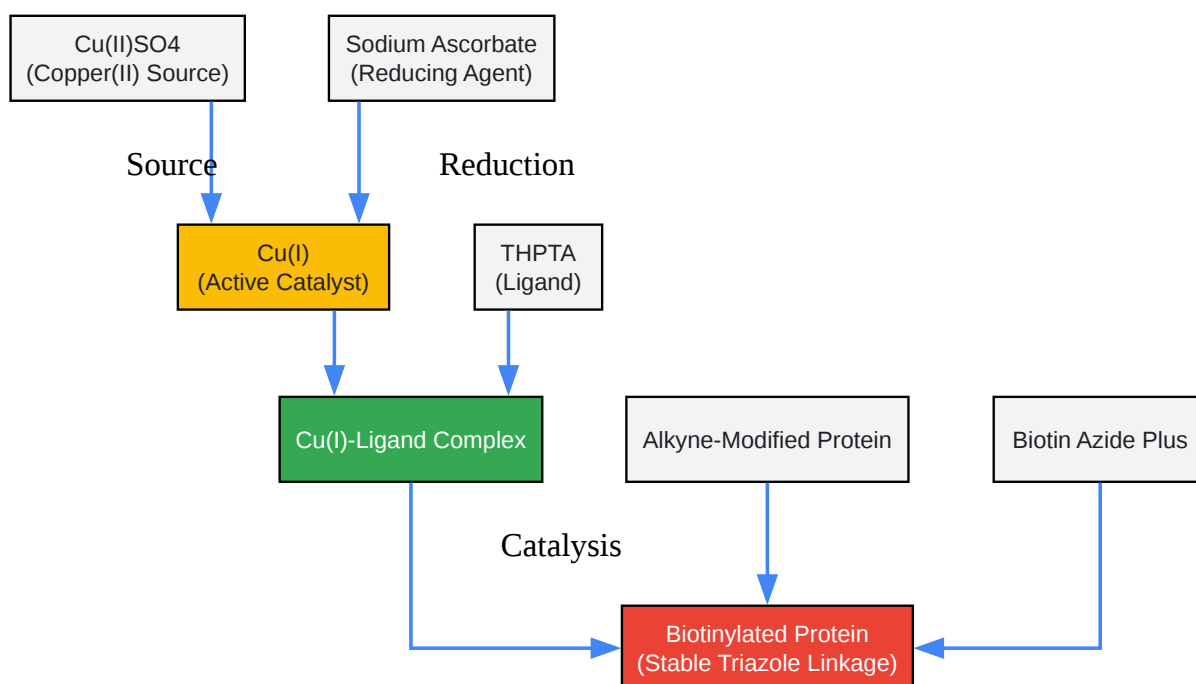 Cu(II)SO4
(Copper(II) Source)
Sodium Ascorbate
(Reducing Agent)
Source
Reduction
Cu(I)
(Active Catalyst)
THPTA
(Ligand)
Cu(I)-Ligand Complex
Alkyne-Modified Protein
Biotin Azide Plus
Catalysis
Biotinylated Protein
(Stable Triazole Linkage)